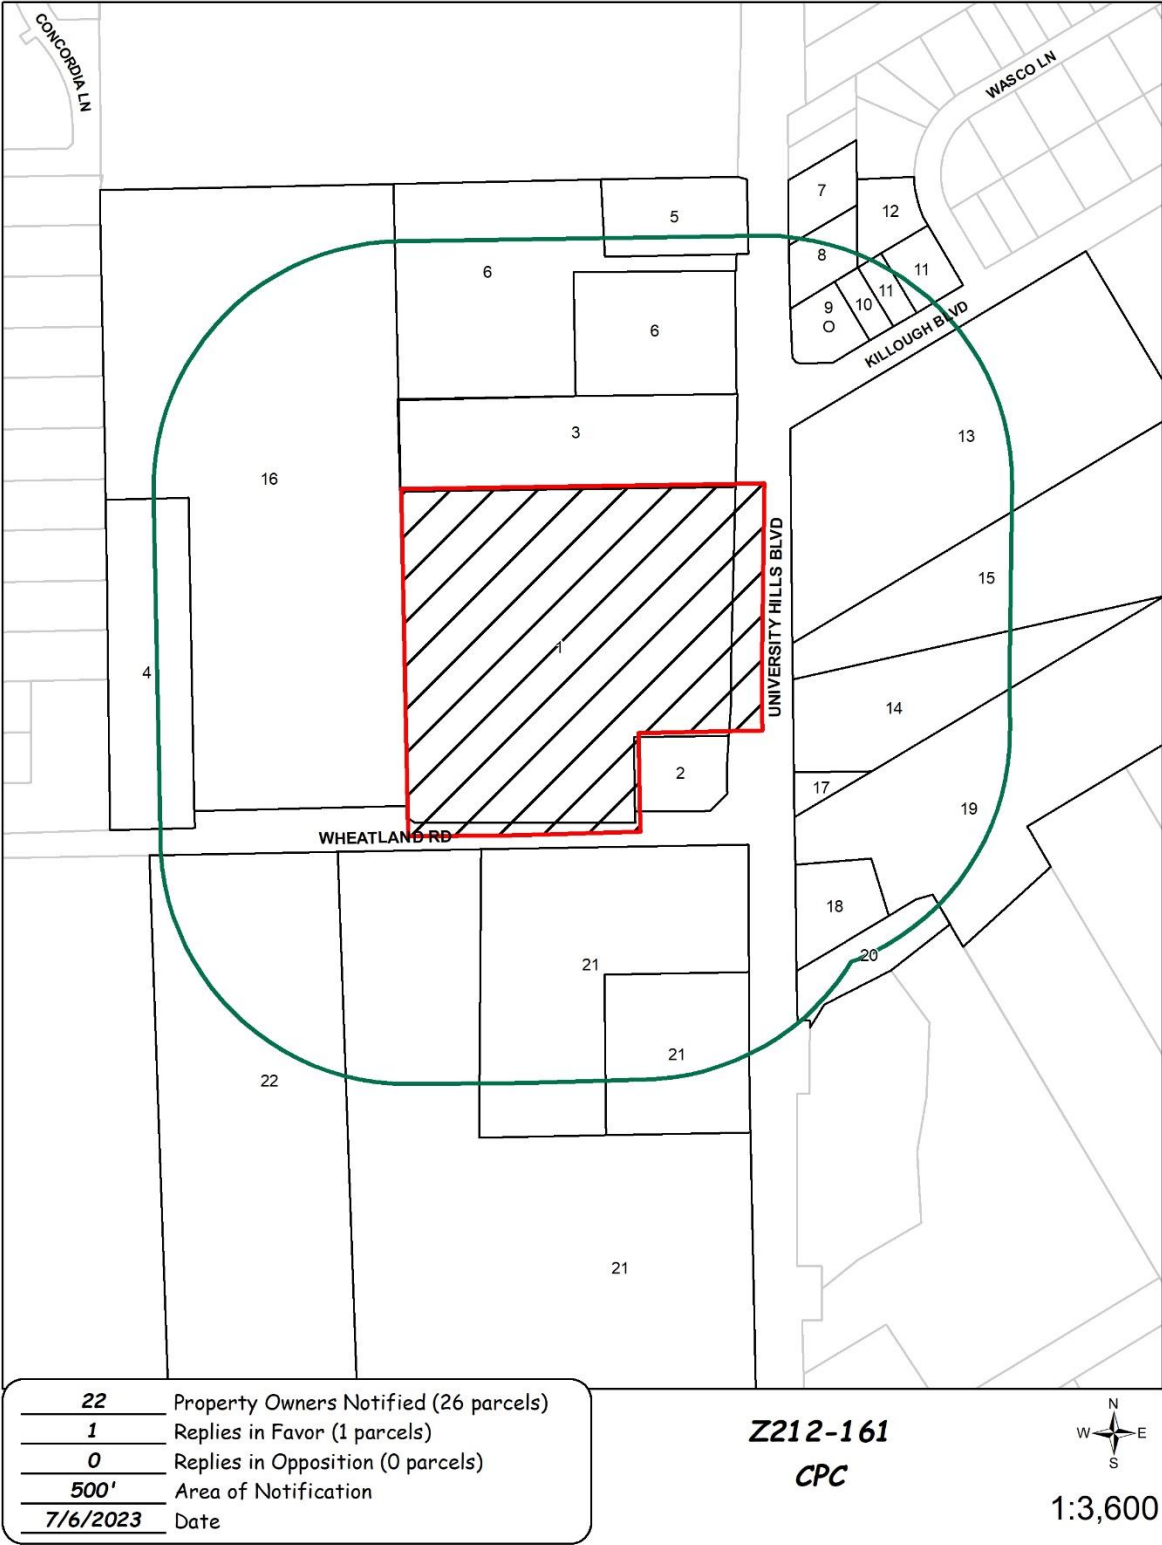 CONCORDIA LN
WASCO LN
7
12
5
8
11
6
11
9
10
O
6
KILLOUGH BLVD
3
13
16
UNIVERSITY HILLS BLVD
15
1
4
14
2
17
19
WHEATLAND RD
18
20
21
21
22
21
22 Property Owners Notified (26 parcels)
1 Replies in Favor (1 parcels)
0 Replies in Opposition (0 parcels)
500' Area of Notification
7/6/2023 Date
Z212-161
CPC
N
W E
S
1:3,600